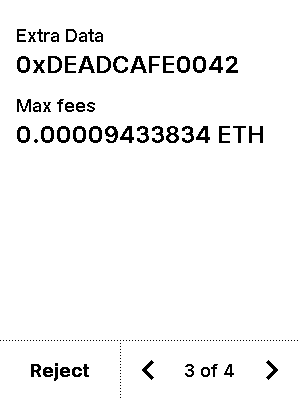 Extra Data
0xDEADCAFE0042
Max fees
0.00009433834 ETH
Reject
3 of 4